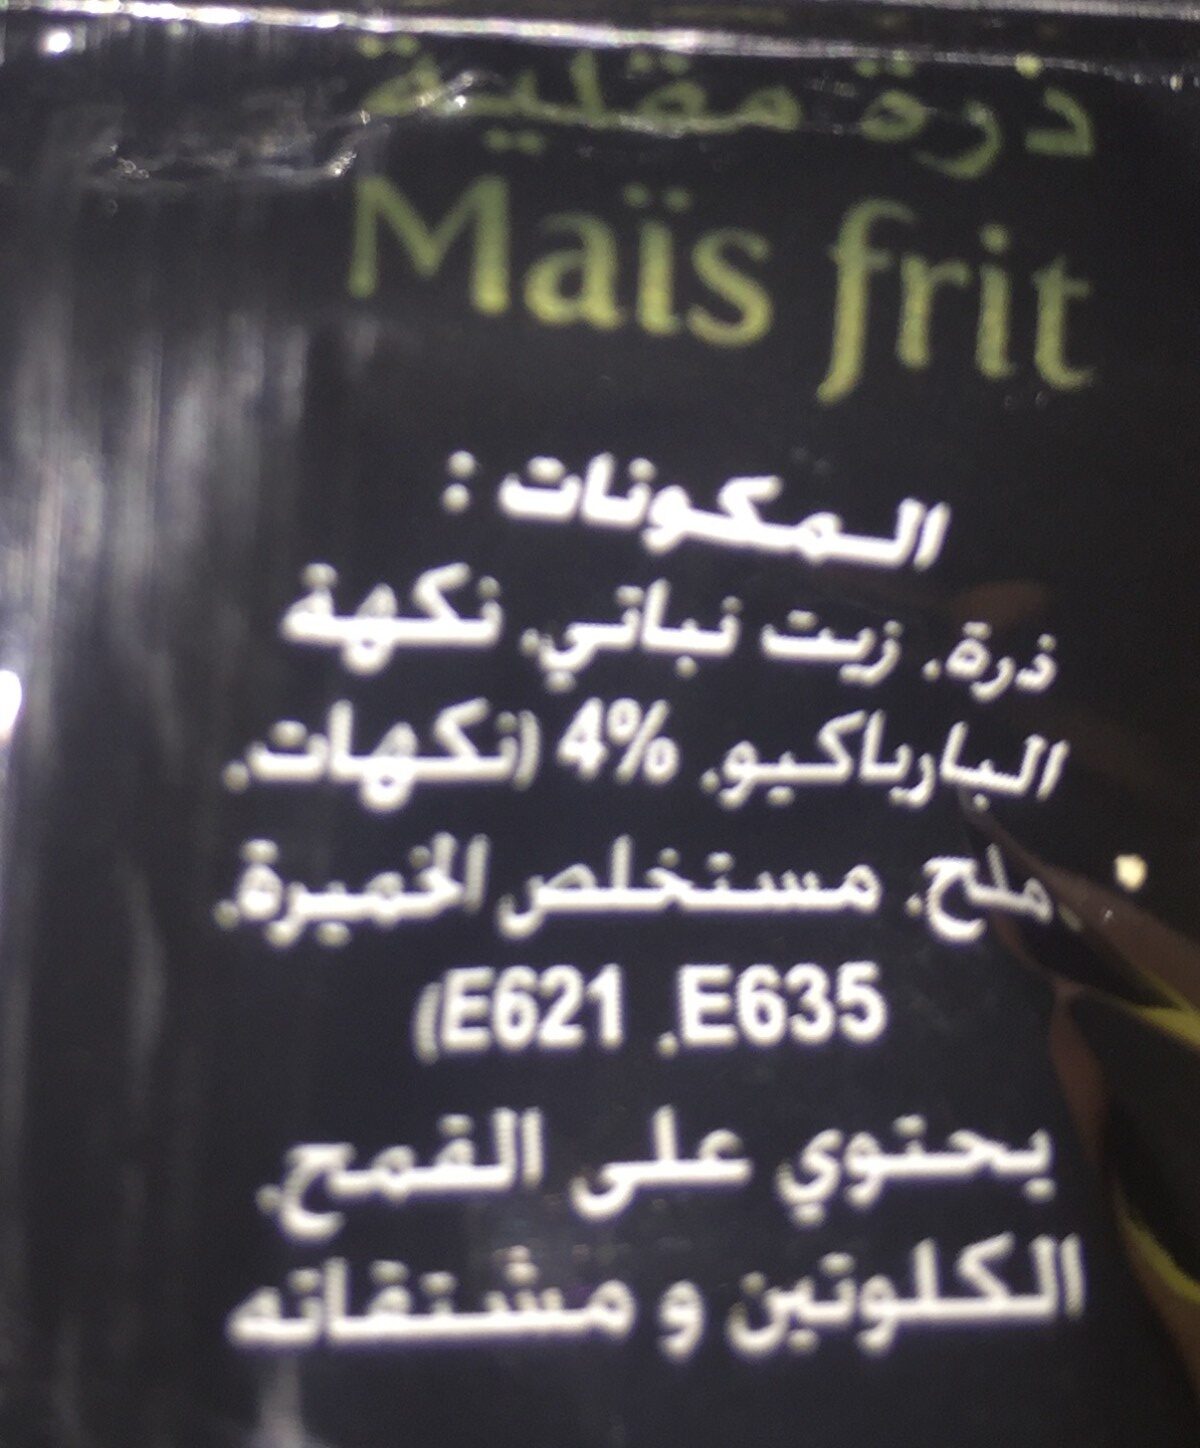 ذرة مقلية
Maïs frit
المكونات :
ذرة، زيت نباتي، نكهة
البارباكيو، 4% (نكهات،
ملح، مستخلص الخميرة،
E621، E635)
يحتوي على القمح،
الكلوتين و مشتقاته